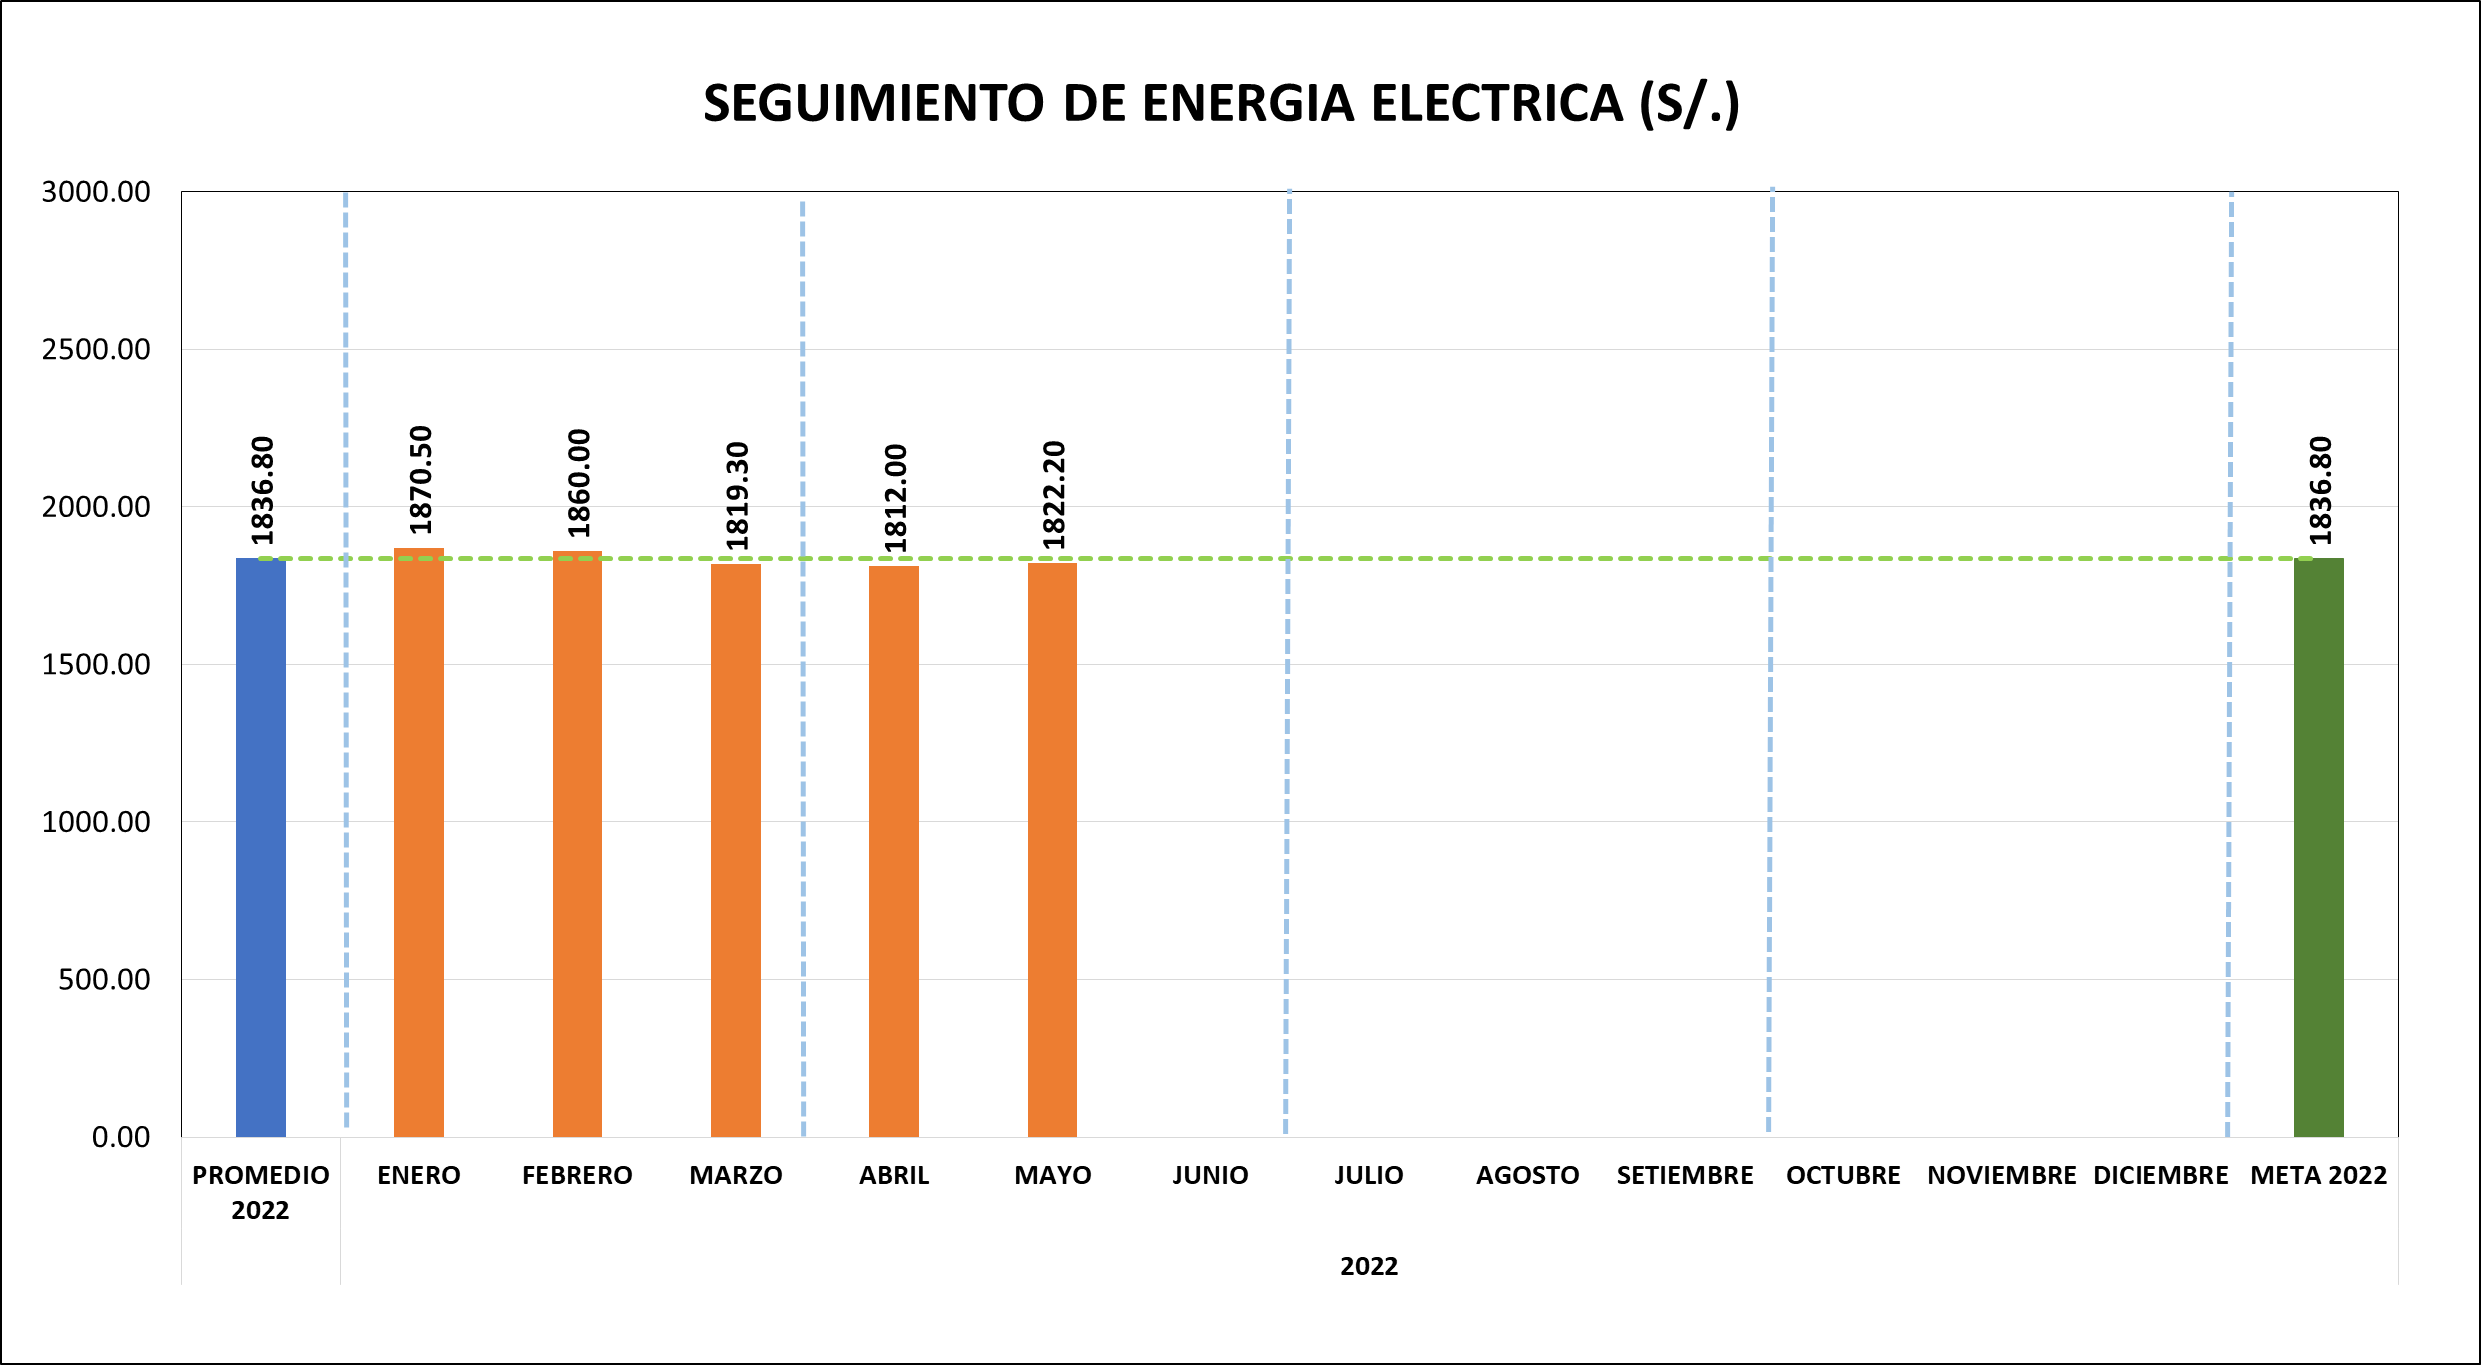 SEGUIMIENTO DE ENERGIA ELECTRICA (S/.)
3000.00
2500.00
2000.00
1500.00
1000.00
500.00
0.00
1836.80
1870.50
1860.00
1819.30
1812.00
1822.20
1836.80
PROMEDIO
2022
ENERO
FEBRERO
MARZO
ABRIL
MAYO
JUNIO
JULIO
AGOSTO
SETIEMBRE
OCTUBRE
NOVIEMBRE
DICIEMBRE
META 2022
2022